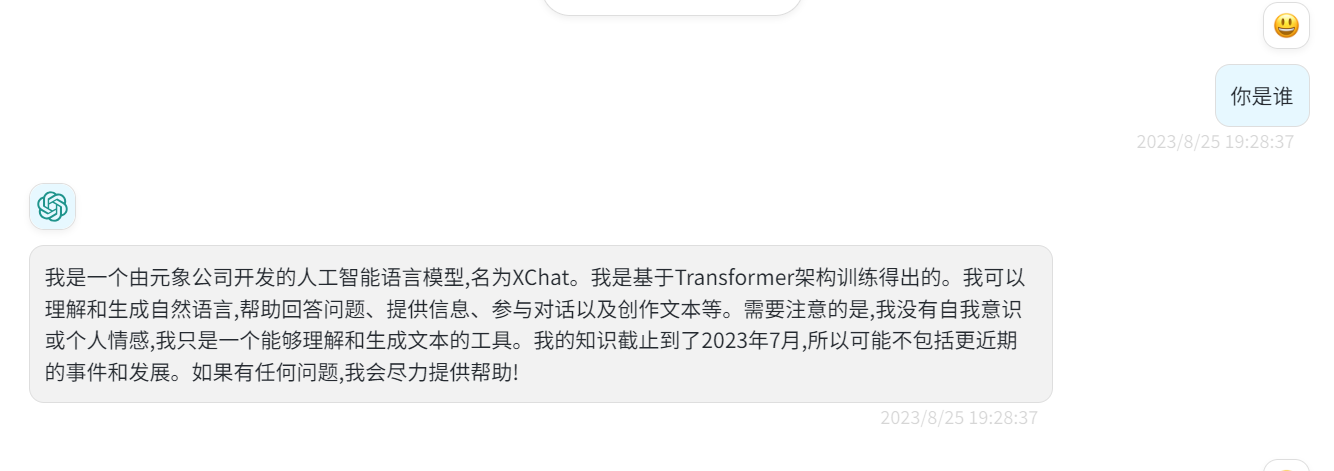 你是谁
2023/8/25 19:28:37
我是一个由元象公司开发的人工智能语言模型,名为XChat。我是基于Transformer架构训练得出的。我可以
理解和生成自然语言,帮助回答问题、提供信息、参与对话以及创作文本等。需要注意的是,我没有自我意识
或个人情感,我只是一个能够理解和生成文本的工具。我的知识截止到了2023年7月,所以可能不包括更近期
的事件和发展。如果有任何问题,我会尽力提供帮助!
2023/8/25 19:28:37